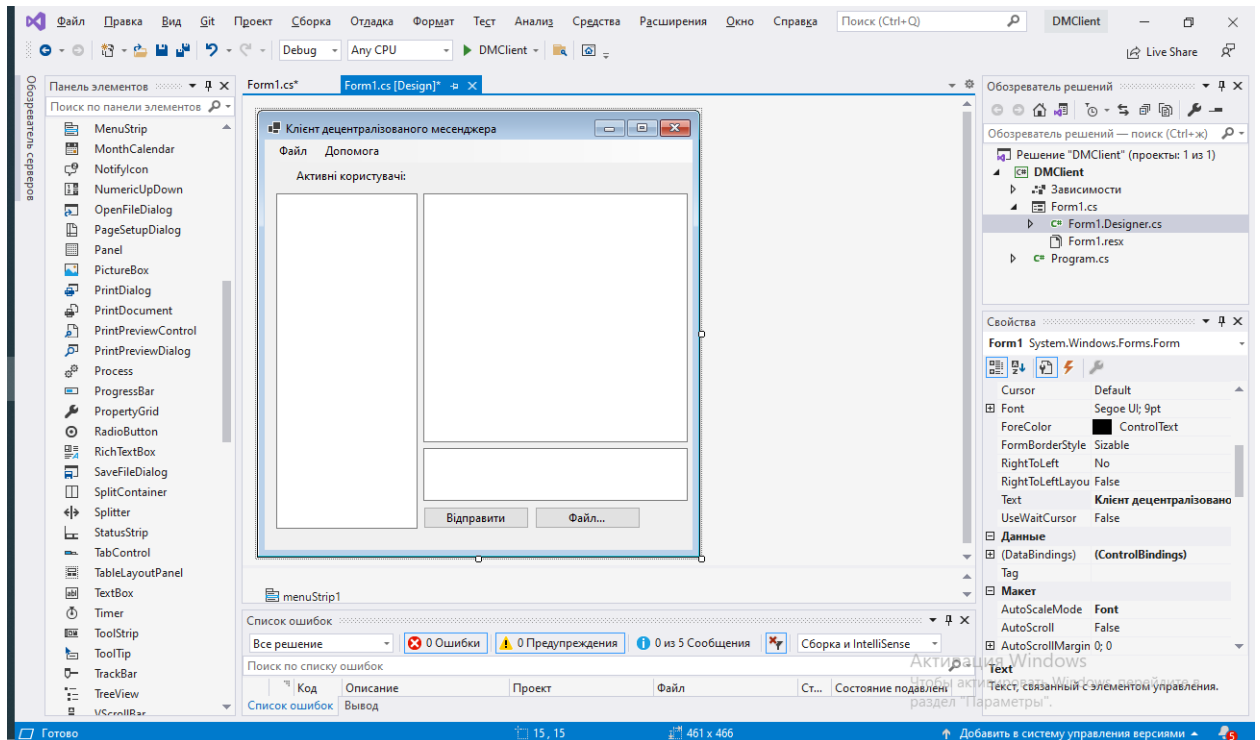 Файл Правка Вид Git Проект Сборка Отладка Формат Тест Анализ Средства Расширения Окно Справка Поиск (Ctrl+Q) DMClient
Debug Any CPU DMClient Live Share
Обозреватель серверов
Панель элементов
Поиск по панели элементов
MenuStrip
MonthCalendar
NotifyIcon
NumericUpDown
OpenFileDialog
PageSetupDialog
Panel
PictureBox
PrintDialog
PrintDocument
PrintPreviewControl
PrintPreviewDialog
Process
ProgressBar
PropertyGrid
RadioButton
RichTextBox
SaveFileDialog
SplitContainer
Splitter
StatusStrip
TabControl
TableLayoutPanel
TextBox
Timer
ToolStrip
ToolTip
TrackBar
TreeView
VScrollBar
Form1.cs* Form1.cs [Design]*
Клієнт децентралізованого месенджера
Файл Допомога
Активні користувачі:
Відправити Файл...
menuStrip1
Список ошибок
Все решение 0 Ошибки 0 Предупреждения 0 из 5 Сообщения Сборка и IntelliSense
Поиск по списку ошибок
Код Описание Проект Файл Ст... Состояние подавлени
Список ошибок Вывод
Обозреватель решений
Обозреватель решений — поиск (Ctrl+ж)
Решение "DMClient" (проекты: 1 из 1)
DMClient
Зависимости
Form1.cs
Form1.Designer.cs
Form1.resx
Program.cs
Свойства
Form1 System.Windows.Forms.Form
Cursor Default
Font Segoe UI; 9pt
ForeColor ControlText
FormBorderStyle Sizable
RightToLeft No
RightToLeftLayou False
Text Клієнт децентралізовано
UseWaitCursor False
Данные
(DataBindings) (ControlBindings)
Tag
Макет
AutoScaleMode Font
AutoScroll False
AutoScrollMargin 0; 0
Text
Текст, связанный с элементом управления.
Активация Windows
Чтобы активировать Windows, перейдите в
раздел "Параметры".
Готово 15 , 15 461 x 466 Добавить в систему управления версиями 5